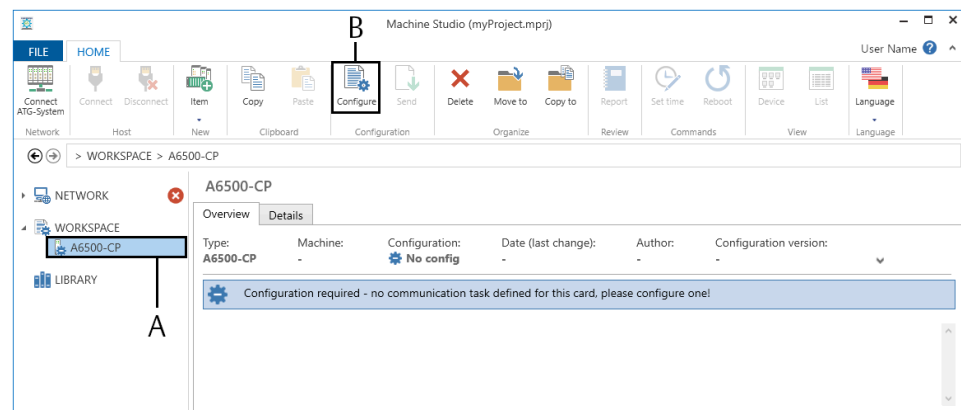 B
Machine Studio (myProject.mprj)
FILE HOME User Name ?
Connect ATG-System Connect Disconnect Item Copy Paste Configure Send Delete Move to Copy to Report Set time Reboot Device List Language
Network Host New Clipboard Configuration Organize Review Commands View Language
> WORKSPACE > A6500-CP
NETWORK
WORKSPACE
A6500-CP
LIBRARY
A
A6500-CP
Overview Details
Type: Machine: Configuration: Date (last change): Author: Configuration version:
A6500-CP - No config - - -
Configuration required - no communication task defined for this card, please configure one!